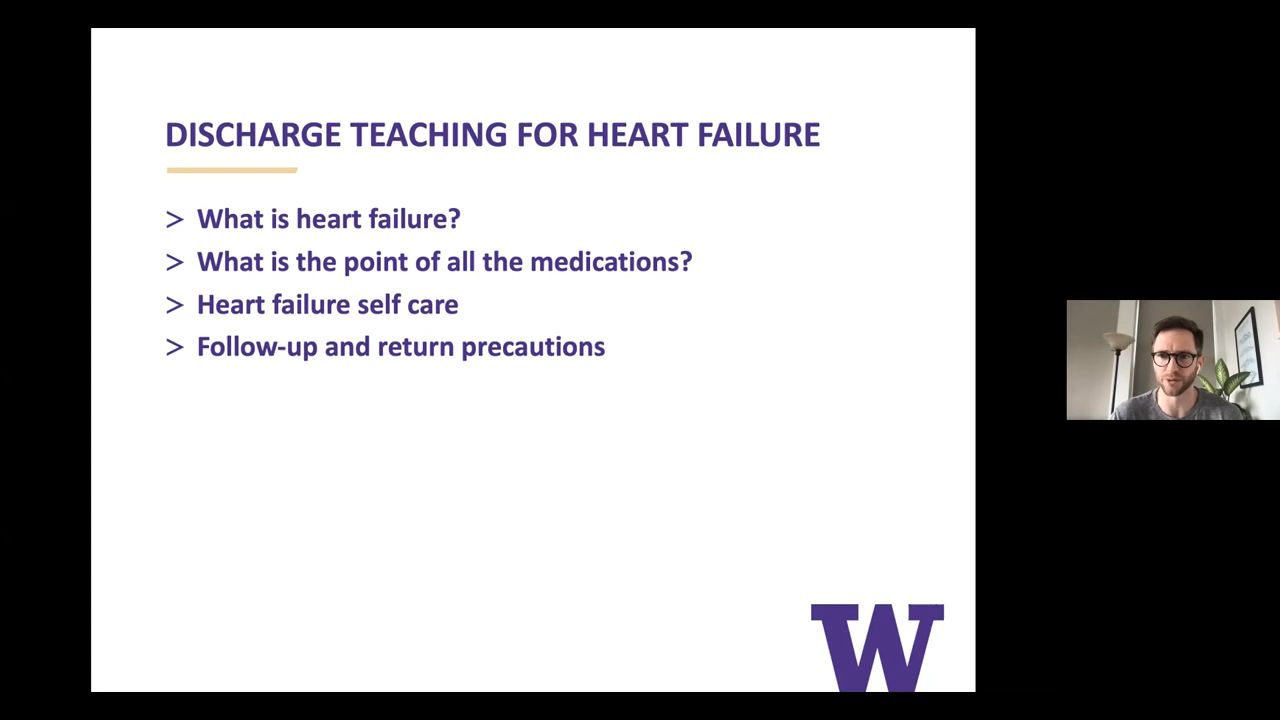 DISCHARGE TEACHING FOR HEART FAILURE
> What is heart failure?
> What is the point of all the medications?
> Heart failure self care
> Follow-up and return precautions
W